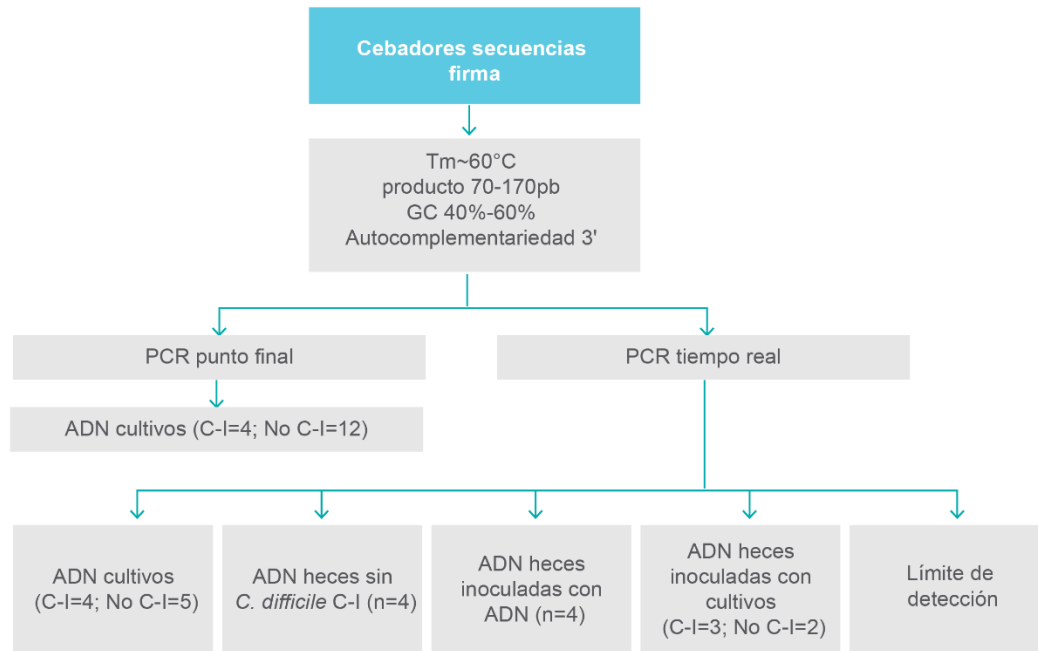 Cebadores secuencias
firma
Tm~60°C
producto 70-170pb
GC 40%-60%
Autocomplementariedad 3'
PCR punto final
PCR tiempo real
ADN cultivos (C-I=4; No C-I=12)
ADN cultivos
(C-I=4; No C-I=5)
ADN heces sin
C. difficile C-I (n=4)
ADN heces
inoculadas con
ADN (n=4)
ADN heces
inoculadas con
cultivos
(C-I=3; No C-I=2)
Límite de
detección